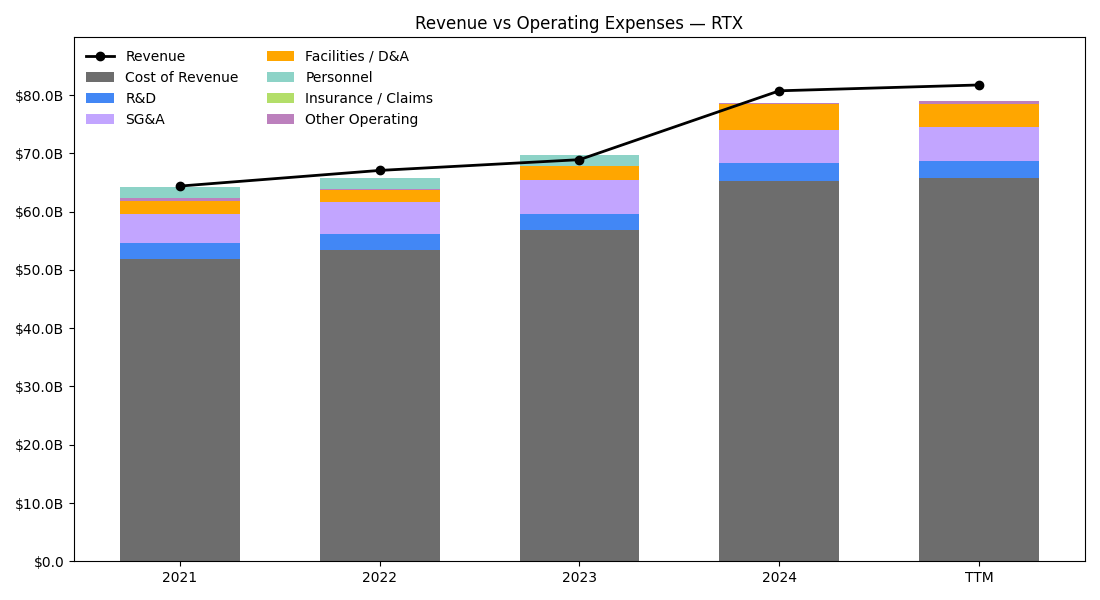 Revenue vs Operating Expenses — RTX
Revenue
Cost of Revenue
R&D
SG&A
Facilities / D&A
Personnel
Insurance / Claims
Other Operating
$80.0B
$70.0B
$60.0B
$50.0B
$40.0B
$30.0B
$20.0B
$10.0B
$0.0
2021
2022
2023
2024
TTM